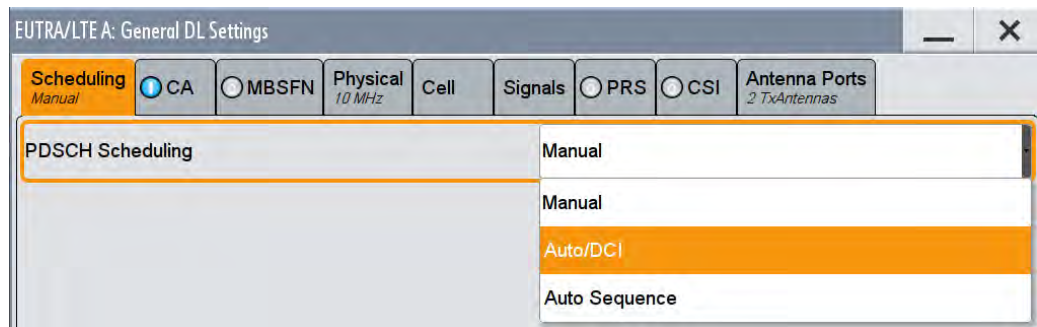 EUTRA/LTE A: General DL Settings
Scheduling CA MBSFN Physical Cell Signals PRS CSI Antenna Ports
Manual 10 MHz 2 TxAntennas
PDSCH Scheduling Manual
Manual
Auto/DCI
Auto Sequence